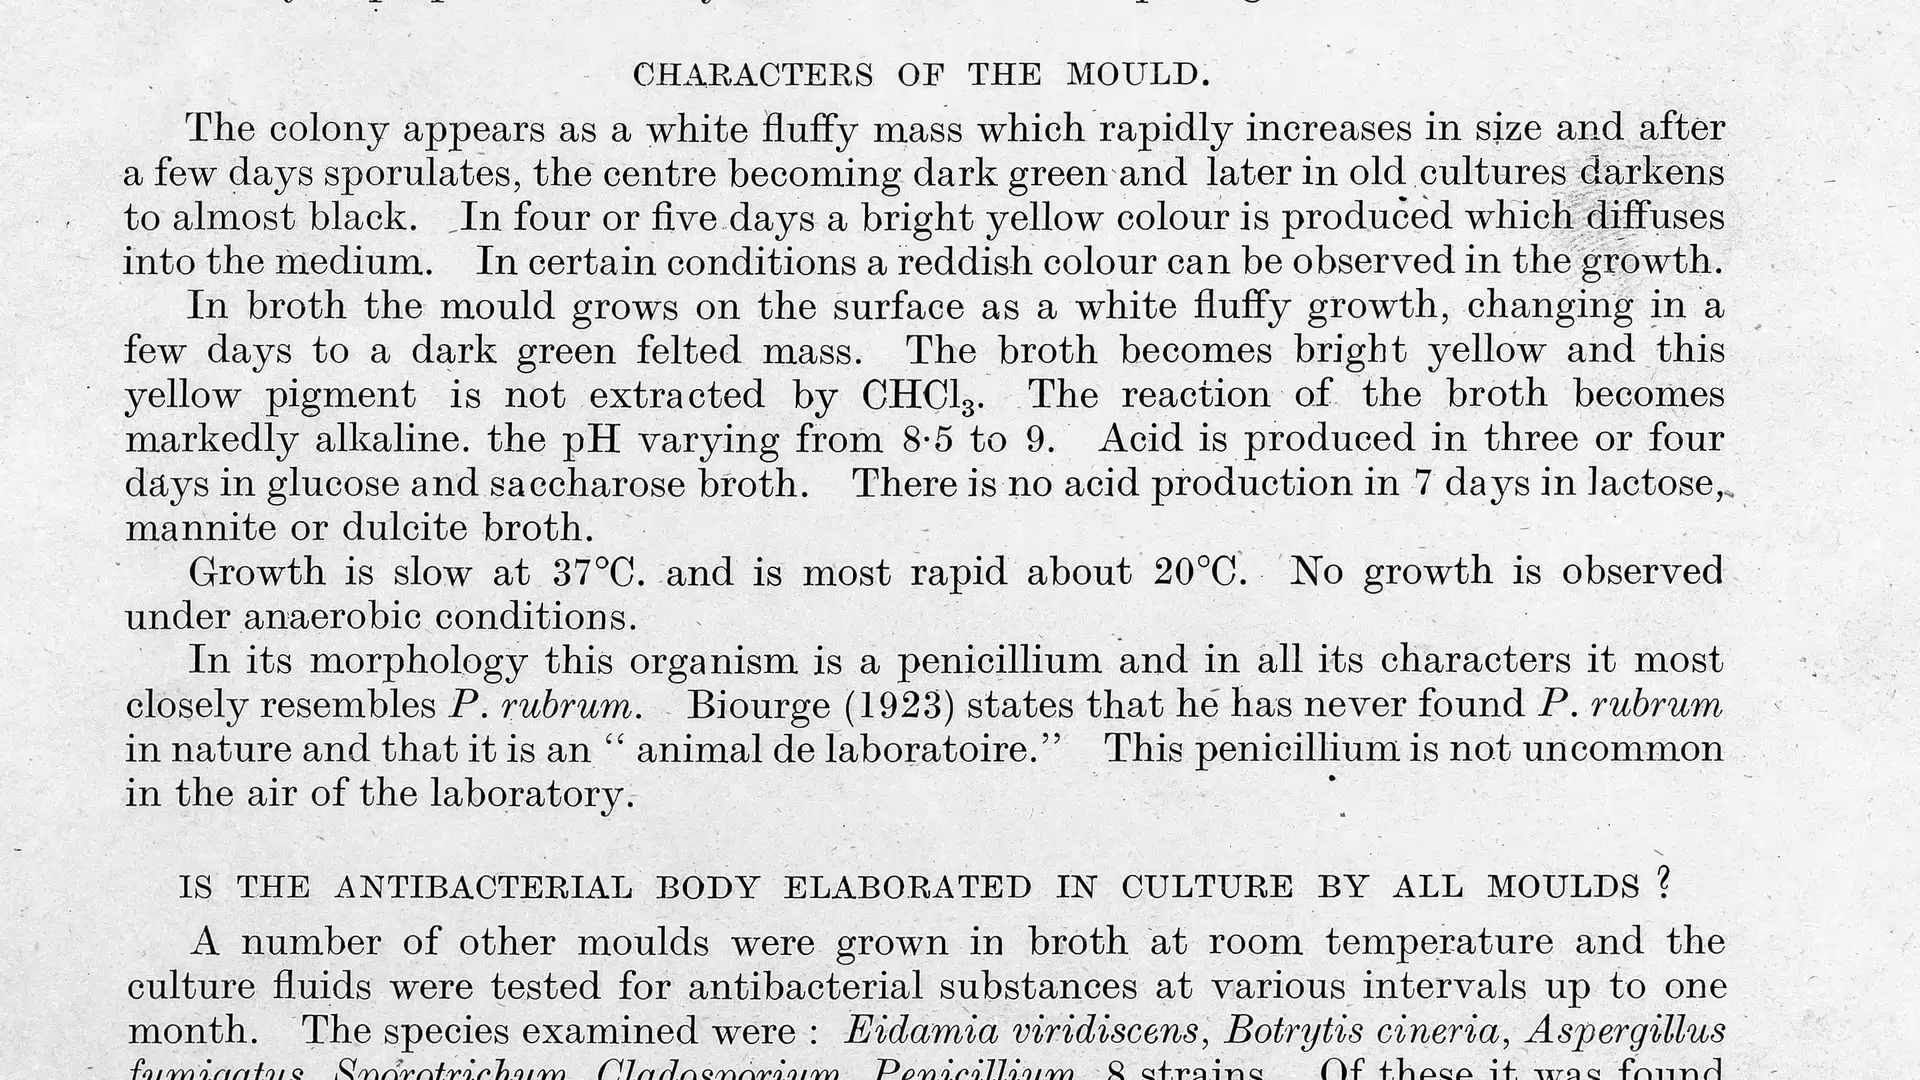 CHARACTERS OF THE MOULD.
The colony appears as a white fluffy mass which rapidly increases in size and after
a few days sporulates, the centre becoming dark green and later in old cultures darkens
to almost black. In four or five days a bright yellow colour is produced which diffuses
into the medium. In certain conditions a reddish colour can be observed in the growth.
In broth the mould grows on the surface as a white fluffy growth, changing in a
few days to a dark green felted mass. The broth becomes bright yellow and this
yellow pigment is not extracted by CHCl₃. The reaction of the broth becomes
markedly alkaline. the pH varying from 8·5 to 9. Acid is produced in three or four
days in glucose and saccharose broth. There is no acid production in 7 days in lactose,
mannite or dulcite broth.
Growth is slow at 37°C. and is most rapid about 20°C. No growth is observed
under anaerobic conditions.
In its morphology this organism is a penicillium and in all its characters it most
closely resembles P. rubrum. Biourge (1923) states that he has never found P. rubrum
in nature and that it is an “ animal de laboratoire.” This penicillium is not uncommon
in the air of the laboratory.
IS THE ANTIBACTERIAL BODY ELABORATED IN CULTURE BY ALL MOULDS ?
A number of other moulds were grown in broth at room temperature and the
culture fluids were tested for antibacterial substances at various intervals up to one
month. The species examined were : Eidamia viridiscens, Botrytis cineria, Aspergillus
fumigatus, Sporotrichum, Cladosporium, Penicillium, 8 strains. Of these it was found